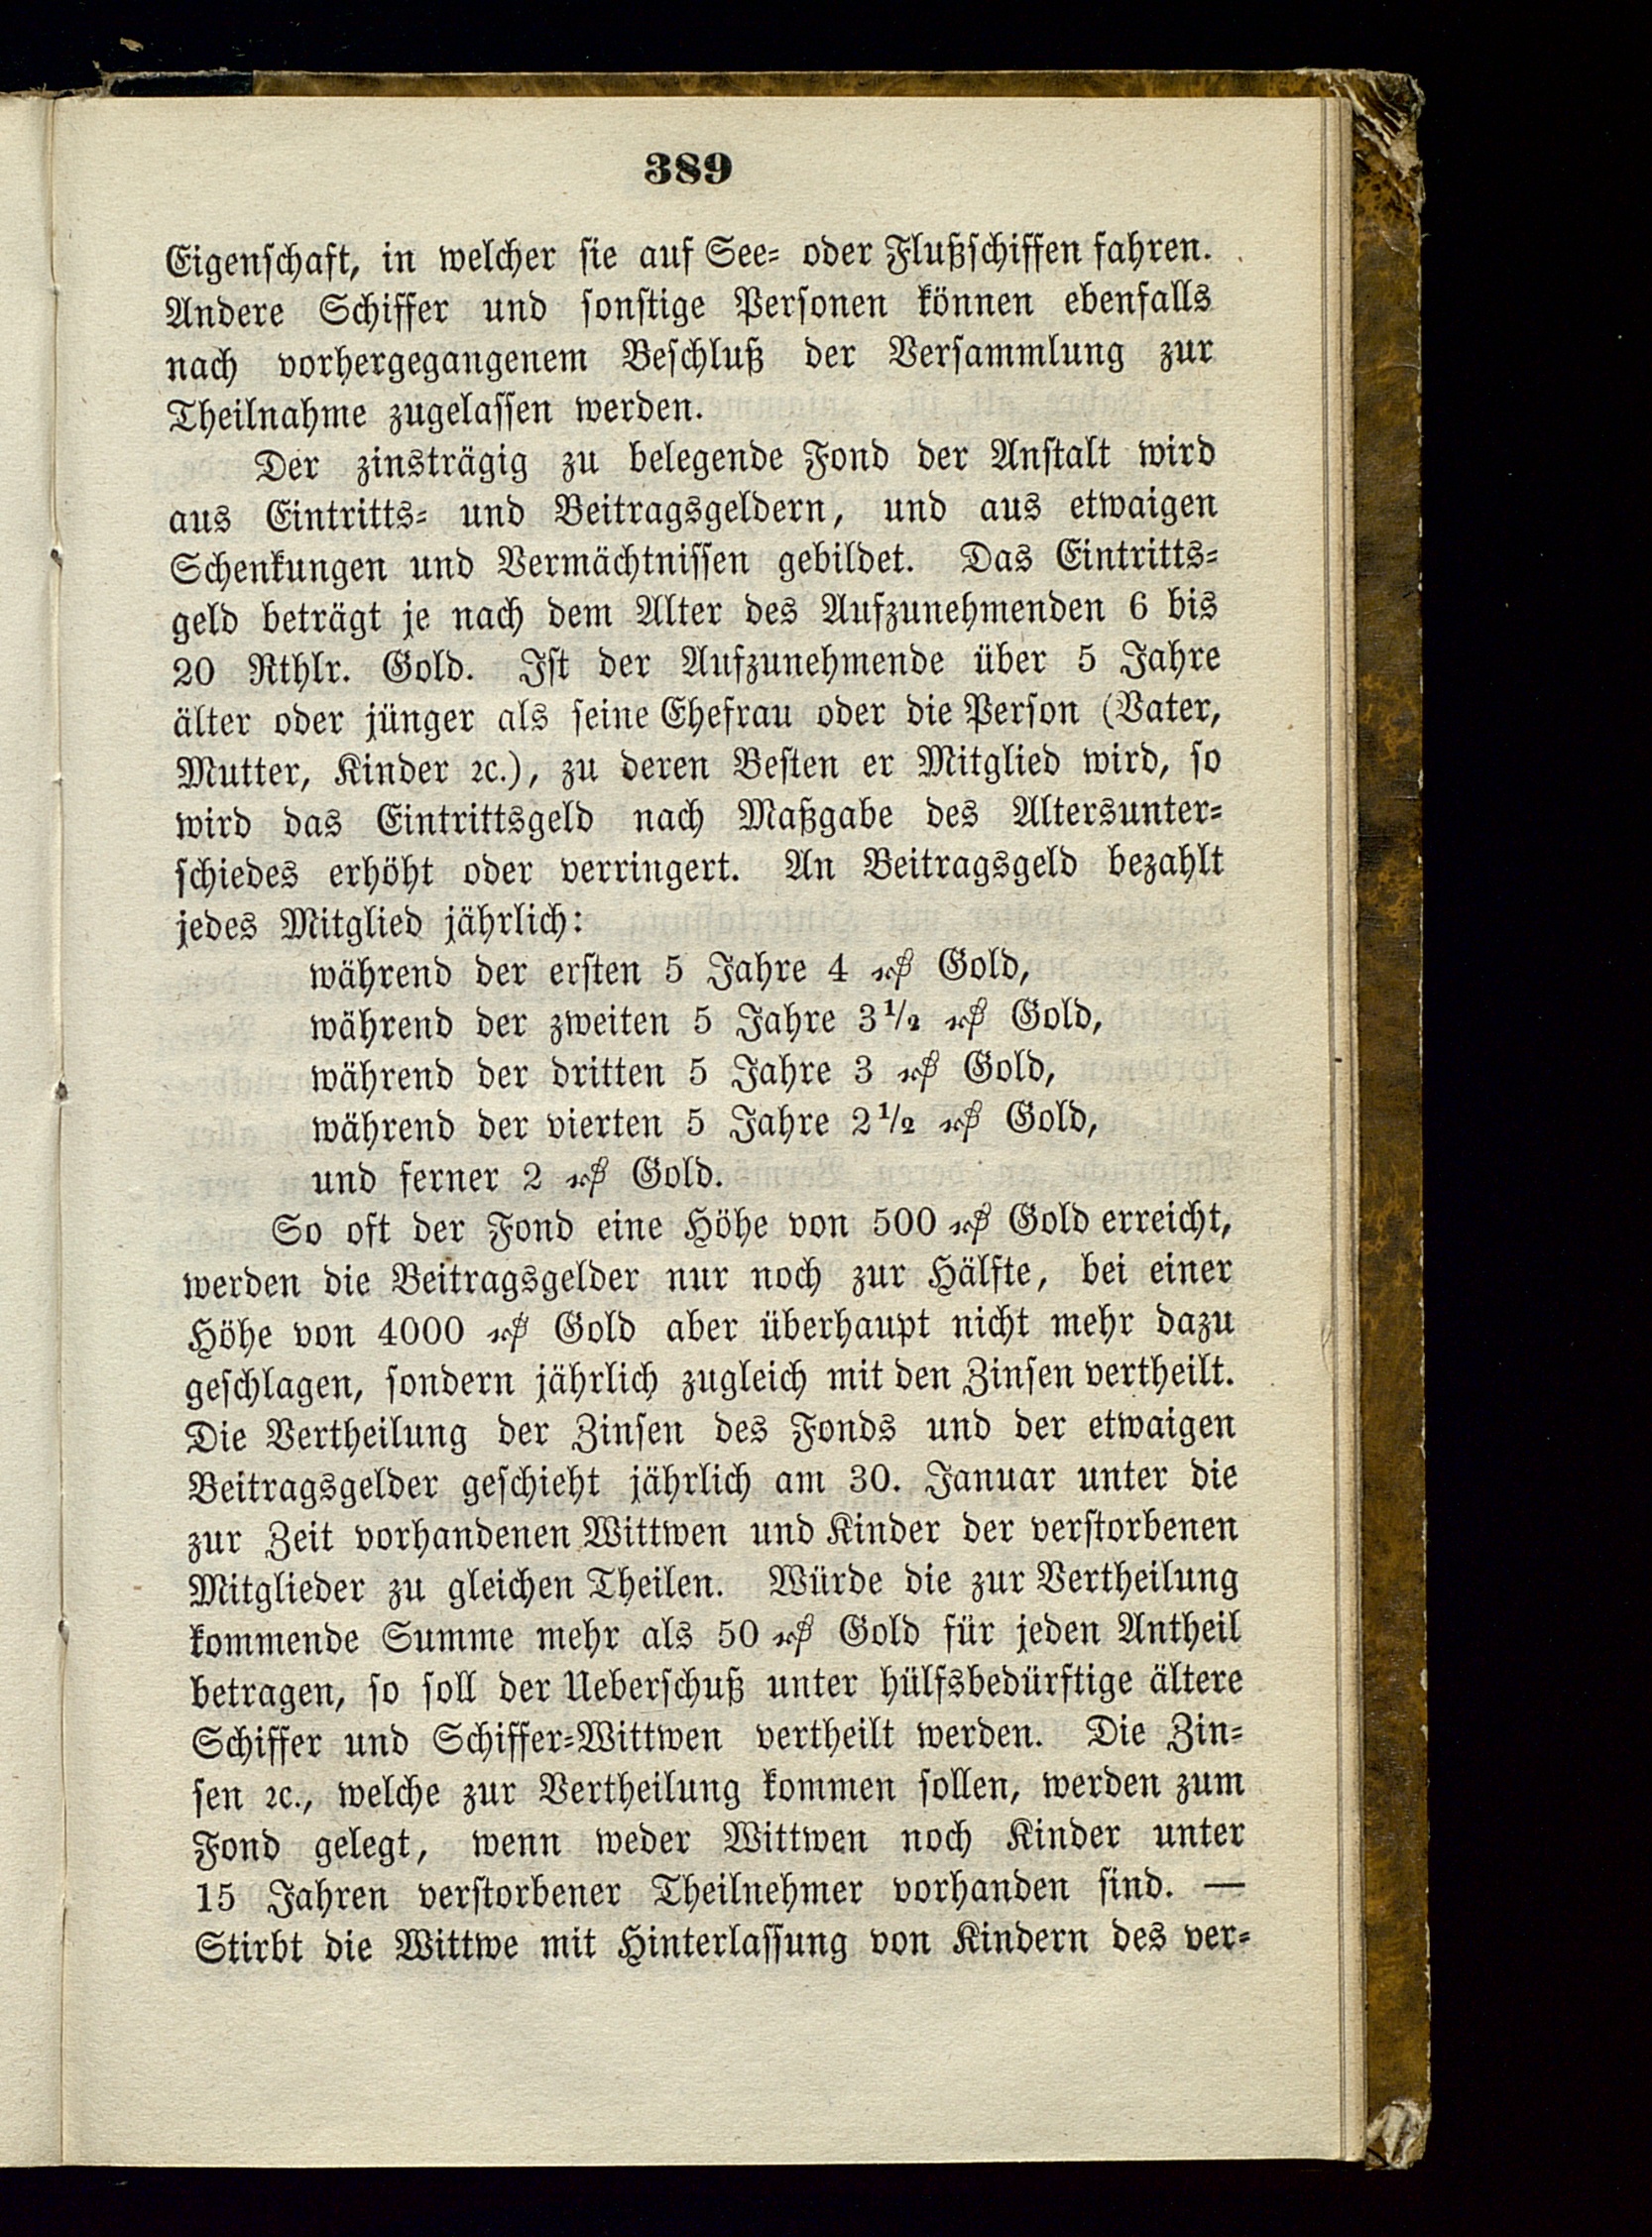 389
Eigenschaft, in welcher sie auf See= oder Flußschiffen fahren.
Andere Schiffer und sonstige Personen können ebenfalls
nach vorhergegangenem Beschluß der Versammlung zur
Theilnahme zugelassen werden.
Der zinsträgig zu belegende Fond der Anstalt wird
aus Eintritts= und Beitragsgeldern, und aus etwaigen
Schenkungen und Vermächtnissen gebildet. Das Eintritts=
geld beträgt je nach dem Alter des Aufzunehmenden 6 bis
20 Rthlr. Gold. Ist der Aufzunehmende über 5 Jahre
älter oder jünger als seine Ehefrau oder die Person (Vater,
Mutter, Kinder ꝛc.), zu deren Besten er Mitglied wird, so
wird das Eintrittsgeld nach Maßgabe des Altersunter=
schiedes erhöht oder verringert. An Beitragsgeld bezahlt
jedes Mitglied jährlich:
während der ersten 5 Jahre 4 ₰ Gold,
während der zweiten 5 Jahre 3½ ₰ Gold,
während der dritten 5 Jahre 3 ₰ Gold,
während der vierten 5 Jahre 2½ ₰ Gold,
und ferner 2 ₰ Gold.
So oft der Fond eine Höhe von 500 ₰ Gold erreicht,
werden die Beitragsgelder nur noch zur Hälfte, bei einer
Höhe von 4000 ₰ Gold aber überhaupt nicht mehr dazu
geschlagen, sondern jährlich zugleich mit den Zinsen vertheilt.
Die Vertheilung der Zinsen des Fonds und der etwaigen
Beitragsgelder geschieht jährlich am 30. Januar unter die
zur Zeit vorhandenen Wittwen und Kinder der verstorbenen
Mitglieder zu gleichen Theilen. Würde die zur Vertheilung
kommende Summe mehr als 50 ₰ Gold für jeden Antheil
betragen, so soll der Ueberschuß unter hülfsbedürftige ältere
Schiffer und Schiffer=Wittwen vertheilt werden. Die Zin=
sen ꝛc., welche zur Vertheilung kommen sollen, werden zum
Fond gelegt, wenn weder Wittwen noch Kinder unter
15 Jahren verstorbener Theilnehmer vorhanden sind. —
Stirbt die Wittwe mit Hinterlassung von Kindern des ver=